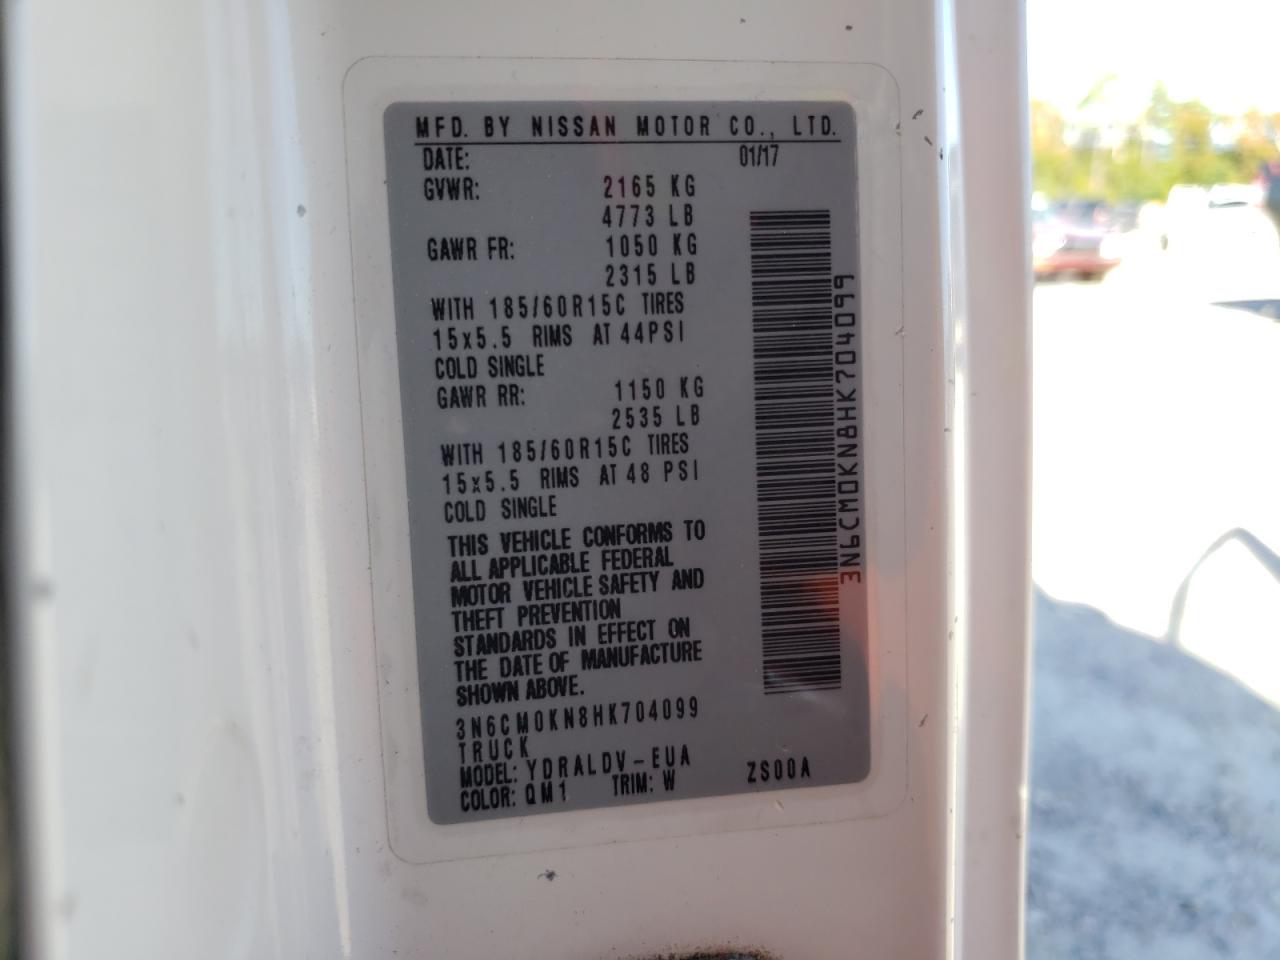 MFD. BY NISSAN MOTOR CO., LTD.
DATE: 01/17
GVWR: 2165 KG
4773 LB
GAWR FR: 1050 KG
2315 LB
WITH 185/60R15C TIRES
15x5.5 RIMS AT 44PSI
COLD SINGLE
GAWR RR: 1150 KG
2535 LB
WITH 185/60R15C TIRES
15x5.5 RIMS AT 48 PSI
COLD SINGLE
THIS VEHICLE CONFORMS TO
ALL APPLICABLE FEDERAL
MOTOR VEHICLE SAFETY AND
THEFT PREVENTION
STANDARDS IN EFFECT ON
THE DATE OF MANUFACTURE
SHOWN ABOVE.
3N6CM0KN8HK704099
TRUCK
MODEL: YDRALDV-EUA
COLOR: QM1 TRIM: W ZS00A
3N6CM0KN8HK704099